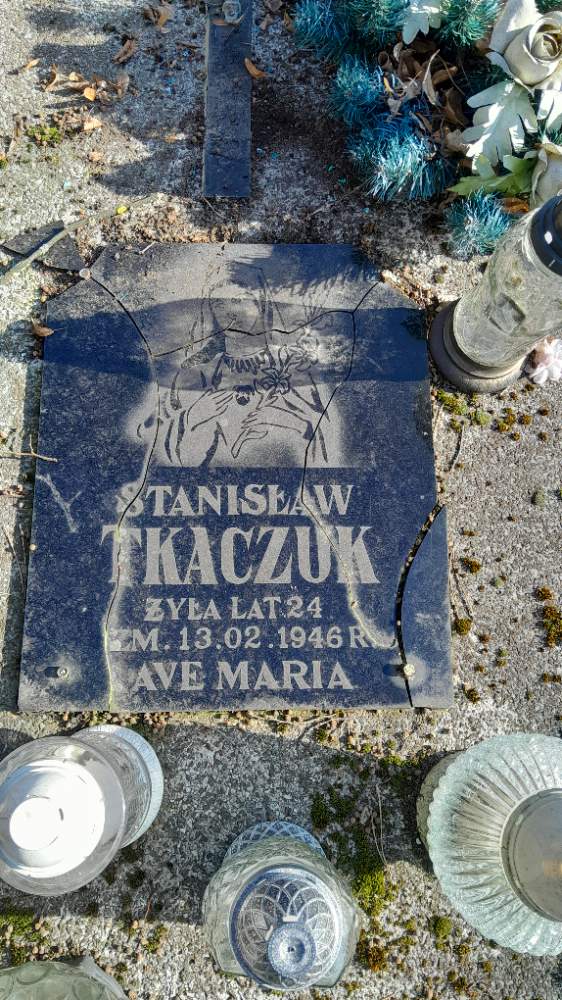 STANISŁAW
TKACZUK
ŻYŁA LAT 24
ZM. 13.02.1946 R.
AVE MARIA